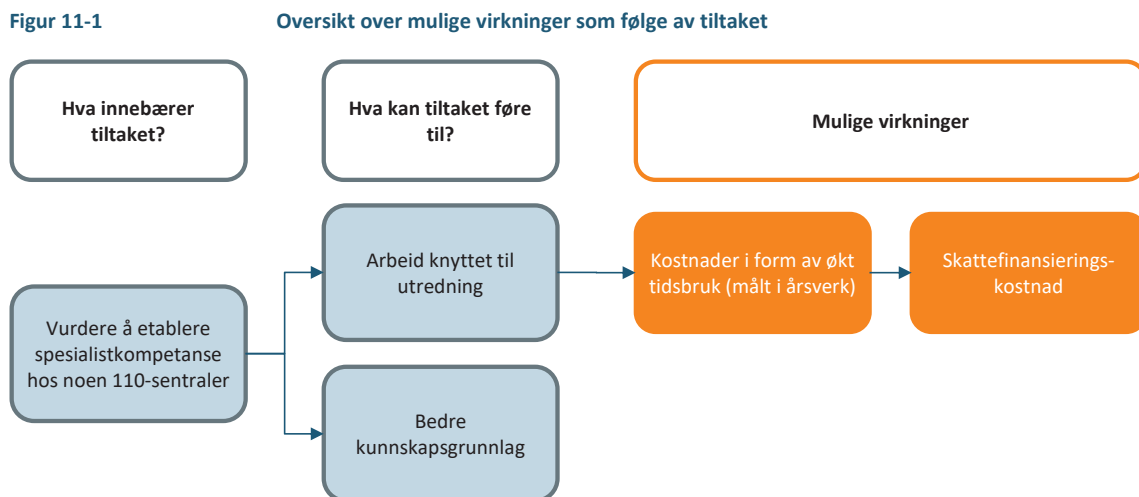 Figur 11-1 Oversikt over mulige virkninger som følge av tiltaket
Hva innebærer
tiltaket?
Hva kan tiltaket føre
til?
Mulige virkninger
Vurdere å etablere
spesialistkompetanse
hos noen 110-sentraler
Arbeid knyttet til
utredning
Kostnader i form av økt
tidsbruk (målt i årsverk)
Skattefinansierings-
kostnad
Bedre
kunnskapsgrunnlag